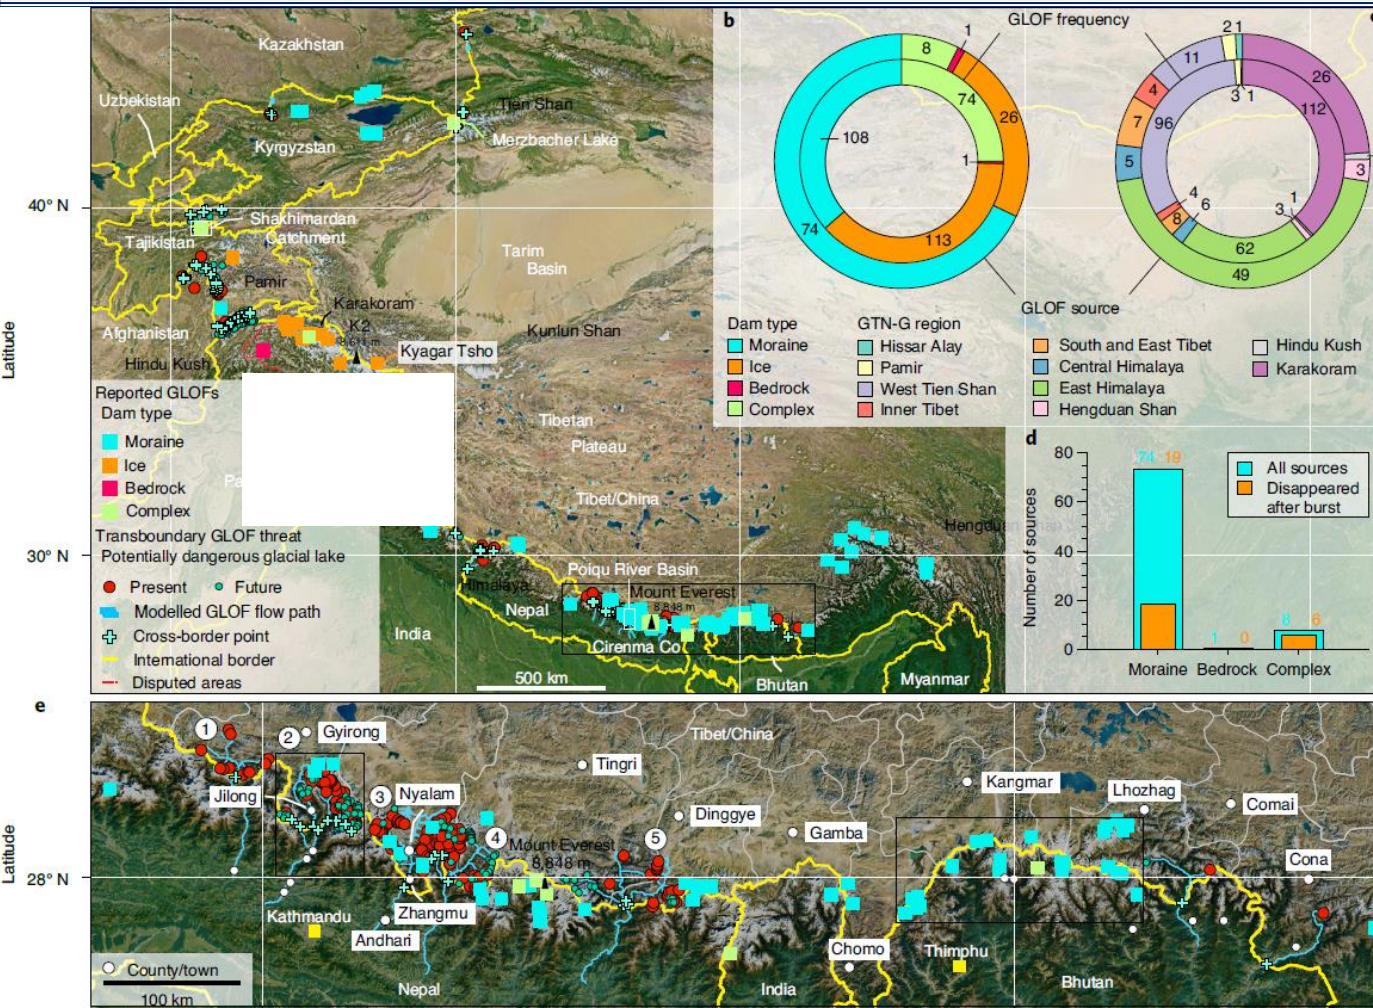 Kazakhstan
Uzbekistan
Tien Shan
Merzbacher Lake
Kyrgyzstan
40° N
Shakhimardan
Catchment
Tajikistan
Pamir
Tarim
Basin
Karakoram
K2
8,611 m
Afghanistan
Kunlun Shan
Kyagar Tsho
Hindu Kush
Latitude
Reported GLOFs
Dam type
Moraine
Ice
Bedrock
Complex
Pa
Transboundary GLOF threat
Potentially dangerous glacial lake
Present
Future
Modelled GLOF flow path
Cross-border point
International border
Disputed areas
Tibetan
Plateau
Tibet/China
Hengduan Shan
30° N
Himalaya
Poiqu River Basin
Mount Everest
8,848 m
Nepal
India
Cirenma Co
500 km
Bhutan
Myanmar
b
GLOF frequency
8
1
74
26
108
1
74
113
2
1
11
26
3
1
112
4
96
7
5
3
4
6
8
1
3
62
49
GLOF source
Dam type
Moraine
Ice
Bedrock
Complex
GTN-G region
Hissar Alay
Pamir
West Tien Shan
Inner Tibet
South and East Tibet
Central Himalaya
East Himalaya
Hengduan Shan
Hindu Kush
Karakoram
d
Number of sources
80
60
40
20
0
74 19
1 0
8 6
All sources
Disappeared
after burst
Moraine Bedrock Complex
e
1
2
Gyirong
Tibet/China
Tingri
Jilong
3
Nyalam
Kangmar
Lhozhag
Comai
Dinggye
4
5
Gamba
Mount Everest
8,848 m
Cona
Latitude
28° N
Kathmandu
Zhangmu
Andhari
Chomo
Thimphu
County/town
100 km
Nepal
India
Bhutan